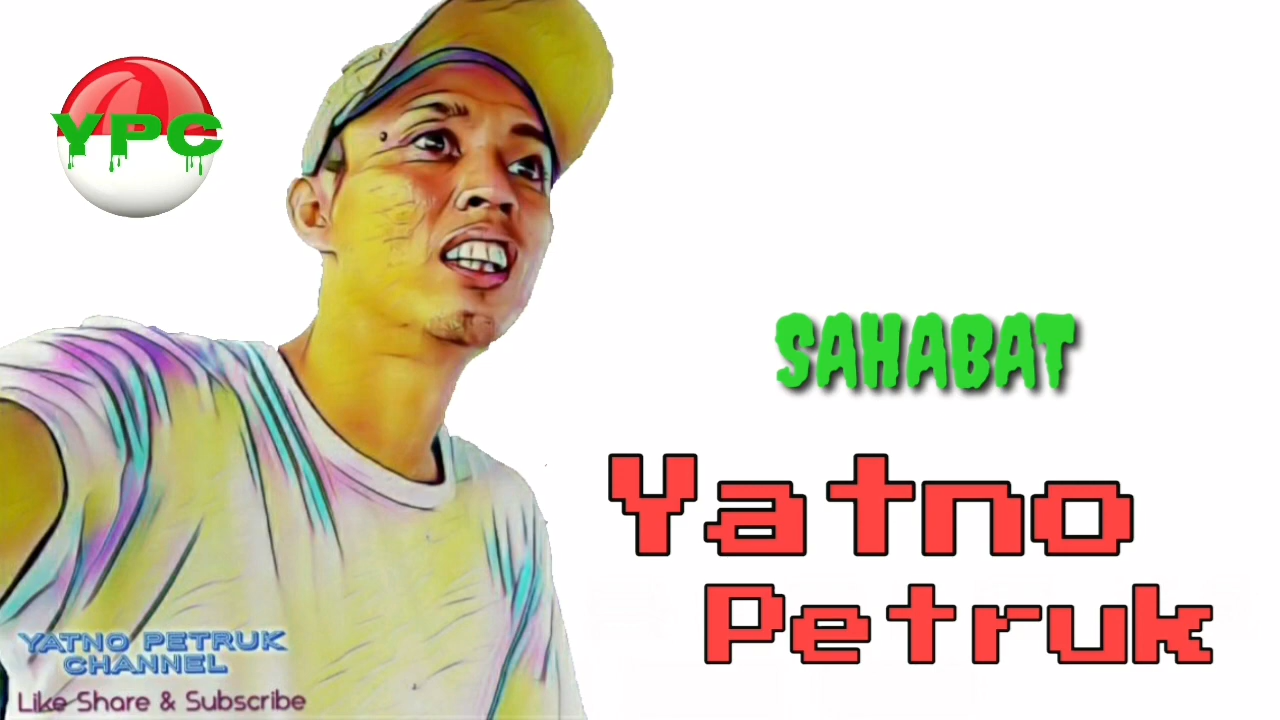 YPC
SAHABAT
Yatno
Petruk
YATNO PETRUK
CHANNEL
Like Share & Subscribe